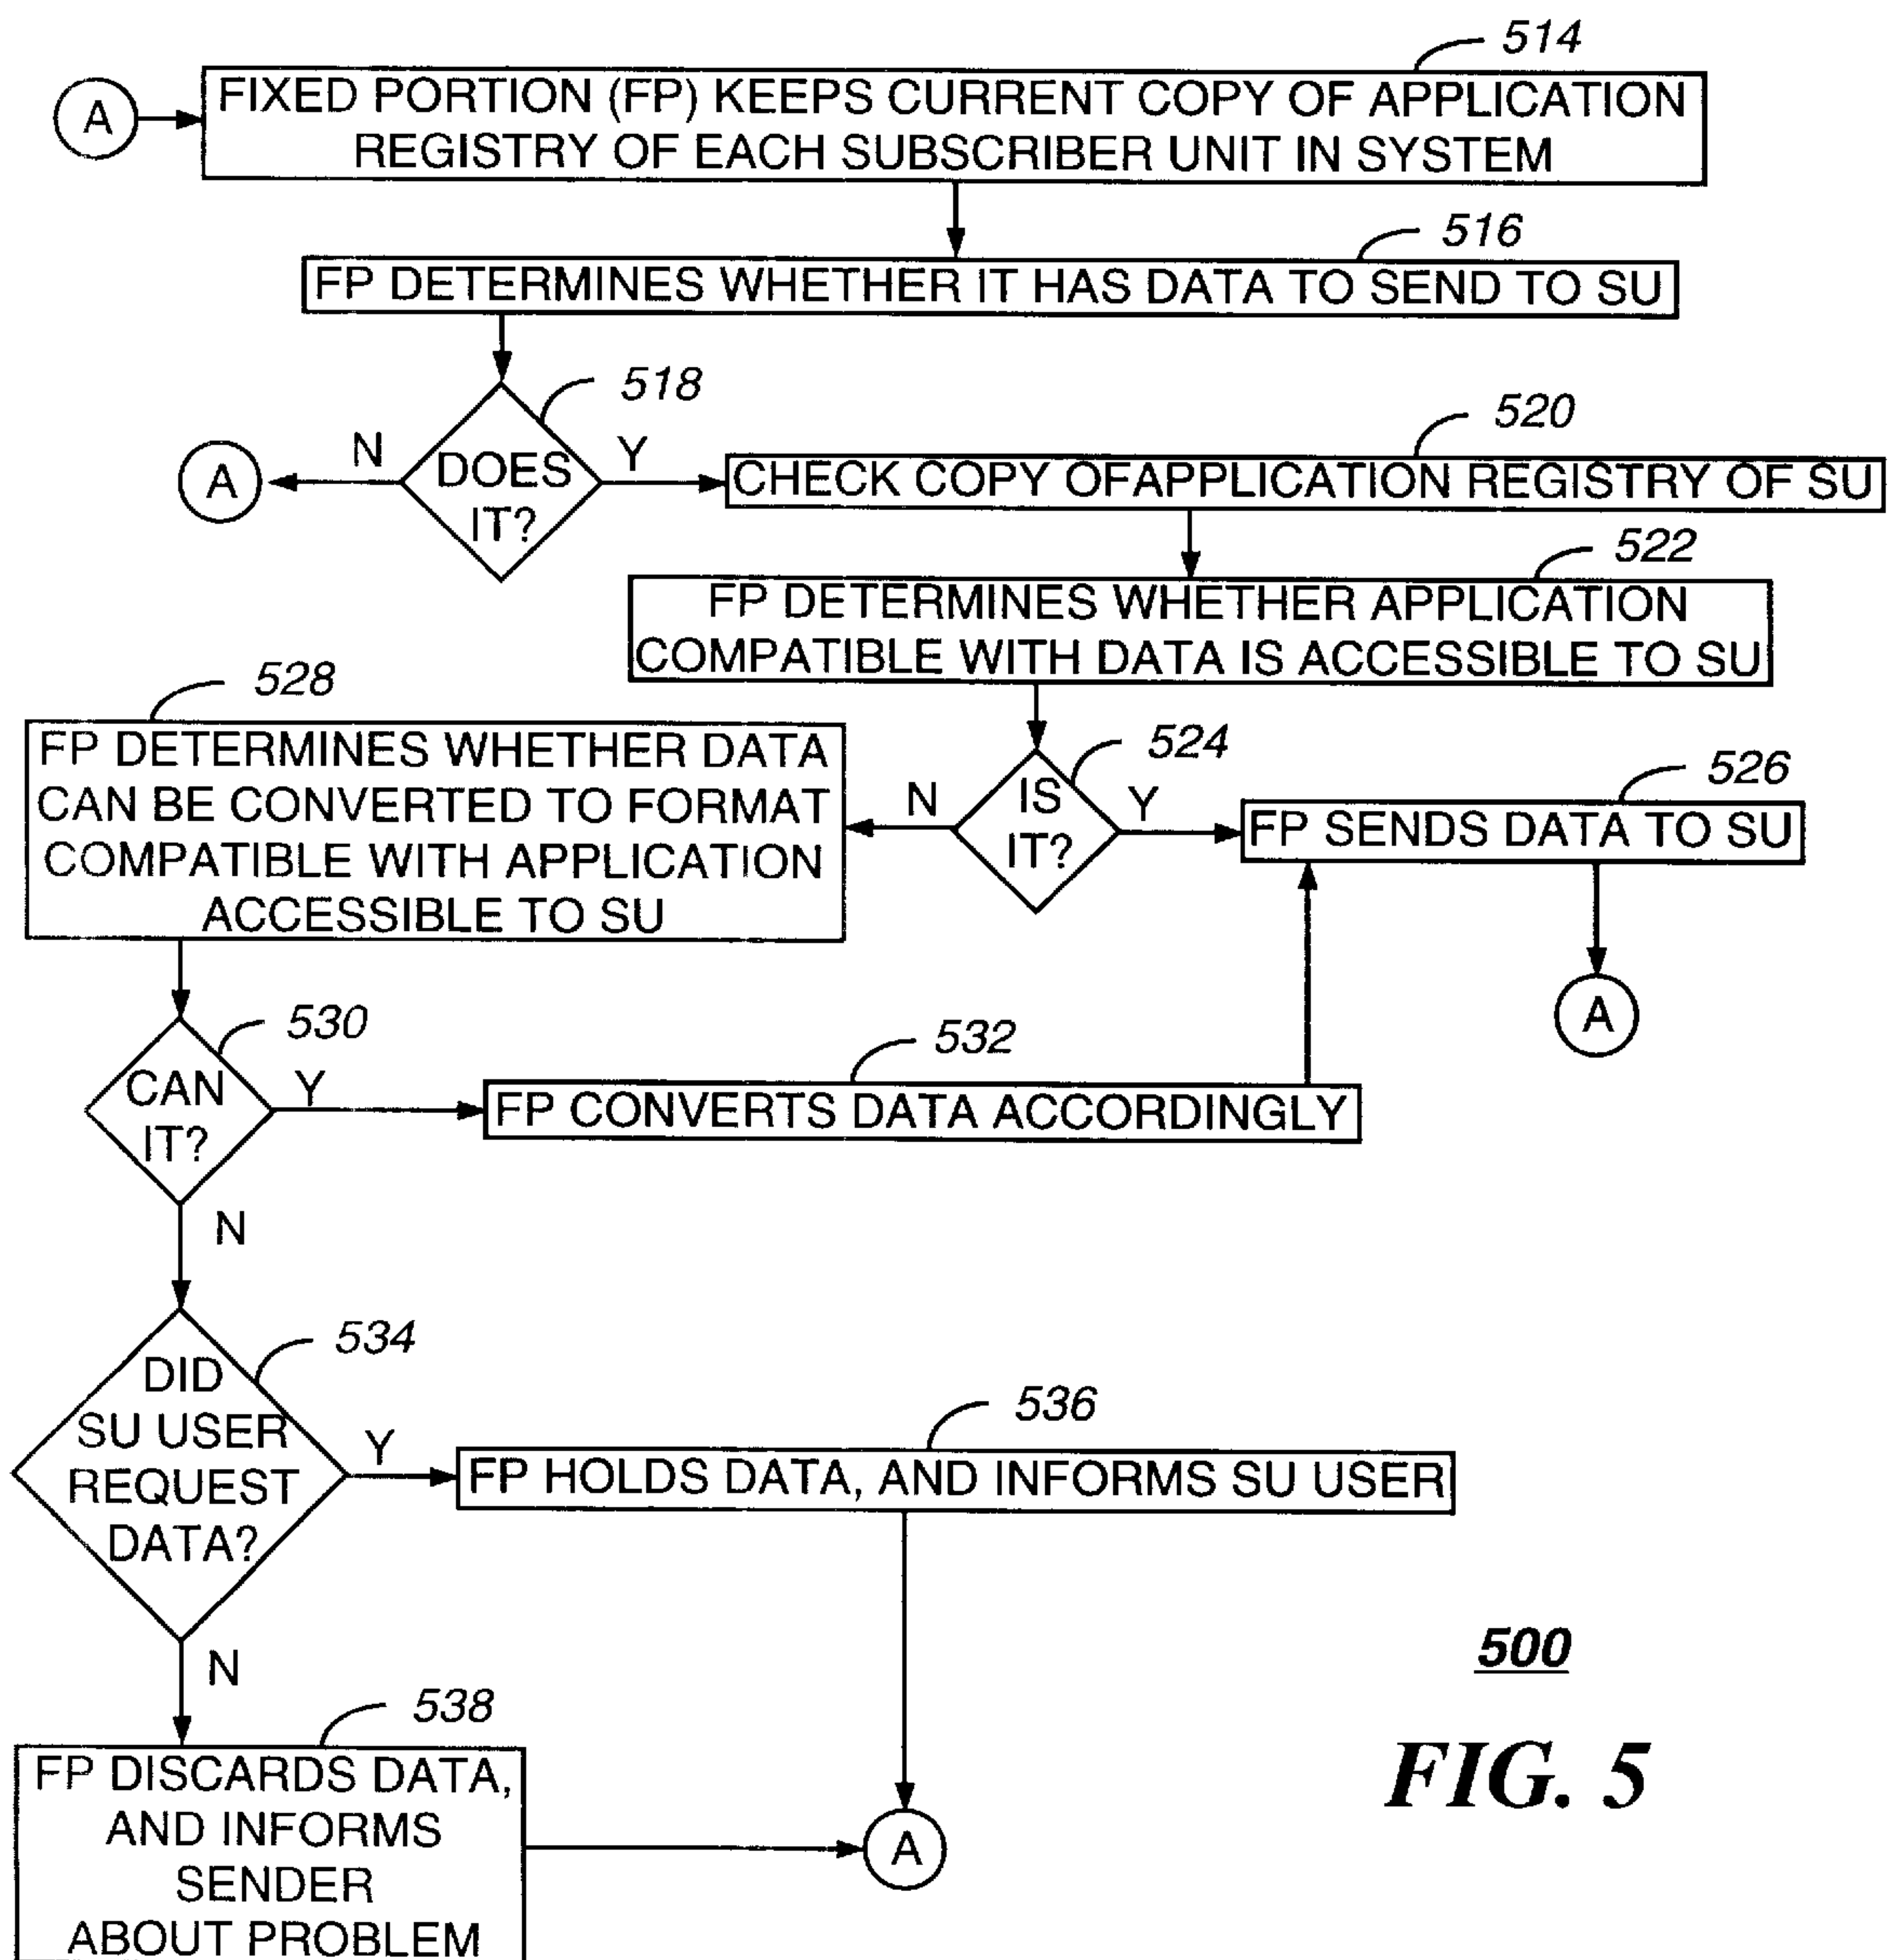 514
A
FIXED PORTION (FP) KEEPS CURRENT COPY OF APPLICATION
REGISTRY OF EACH SUBSCRIBER UNIT IN SYSTEM
516
FP DETERMINES WHETHER IT HAS DATA TO SEND TO SU
518
A
N
DOES
IT?
Y
520
CHECK COPY OFAPPLICATION REGISTRY OF SU
522
FP DETERMINES WHETHER APPLICATION
COMPATIBLE WITH DATA IS ACCESSIBLE TO SU
528
FP DETERMINES WHETHER DATA
CAN BE CONVERTED TO FORMAT
COMPATIBLE WITH APPLICATION
ACCESSIBLE TO SU
N
524
IS
IT?
Y
526
FP SENDS DATA TO SU
A
530
CAN
IT?
Y
532
FP CONVERTS DATA ACCORDINGLY
N
534
DID
SU USER
REQUEST
DATA?
Y
536
FP HOLDS DATA, AND INFORMS SU USER
N
538
FP DISCARDS DATA,
AND INFORMS
SENDER
ABOUT PROBLEM
A
500
FIG. 5